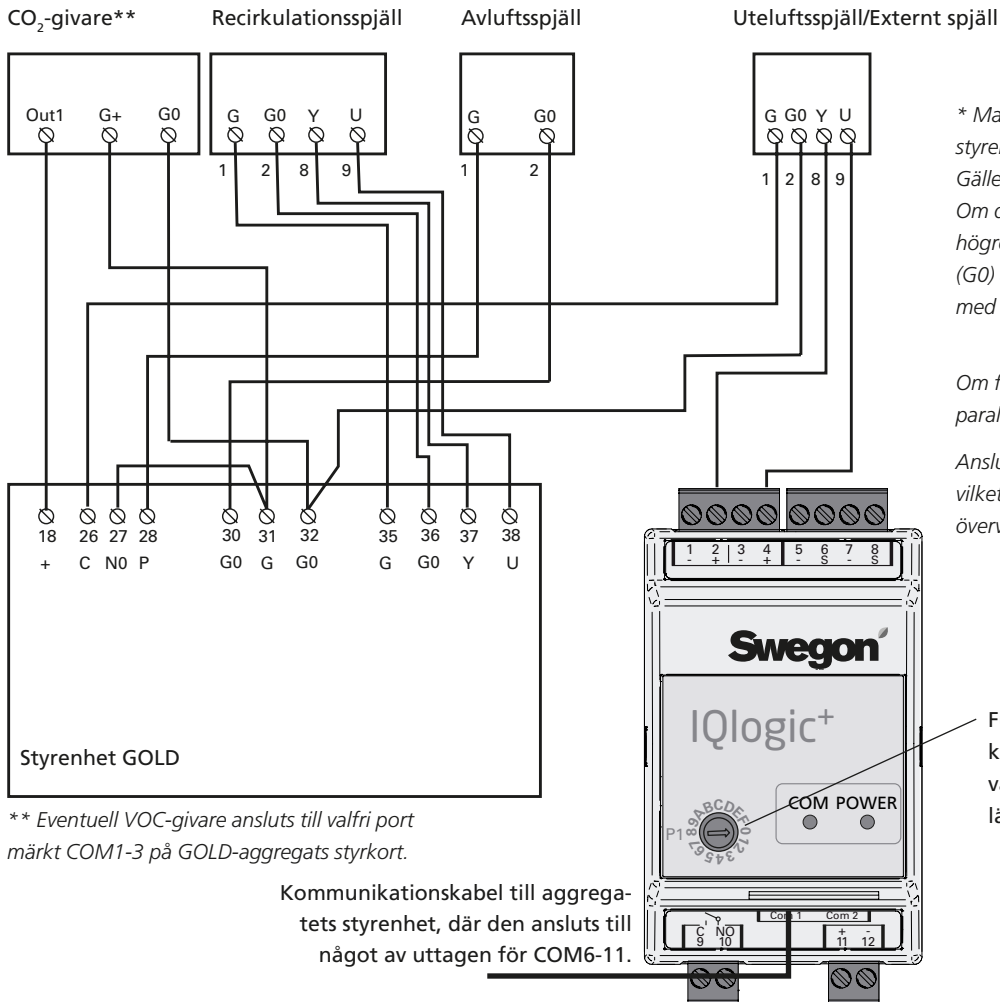 CO2-givare**
Recirkulationsspjäll
Avluftsspjäll
Uteluftsspjäll/Externt spjäll
Out1 G+ G0
G G0 Y U
G G0
G G0 Y U
1 2 8 9
1 2
1 2 8 9
* Ma
styren
Gälle
Om d
högre
(G0)
med
Om f
paral
Anslu
vilket
överv
18 26 27 28 30 31 32 35 36 37 38
+ C N0 P G0 G G0 G G0 Y U
Styrenhet GOLD
1 2 3 4 5 6 7 8
- + - + - S - S
Swegon
IQlogic+
COM POWER
P1
0123456789ABCDEF
F
k
va
lä
** Eventuell VOC-givare ansluts till valfri port
märkt COM1-3 på GOLD-aggregats styrkort.
Kommunikationskabel till aggrega-
tets styrenhet, där den ansluts till
något av uttagen för COM6-11.
Com 1 Com 2
C NO + -
9 10 11 12